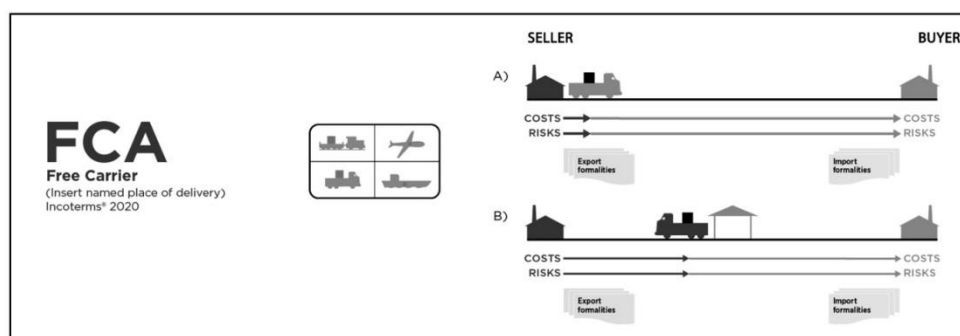 FCA
Free Carrier
(Insert named place of delivery)
Incoterms® 2020
SELLER BUYER
A)
COSTS COSTS
RISKS RISKS
Export
formalities
Import
formalities
B)
COSTS COSTS
RISKS RISKS
Export
formalities
Import
formalities